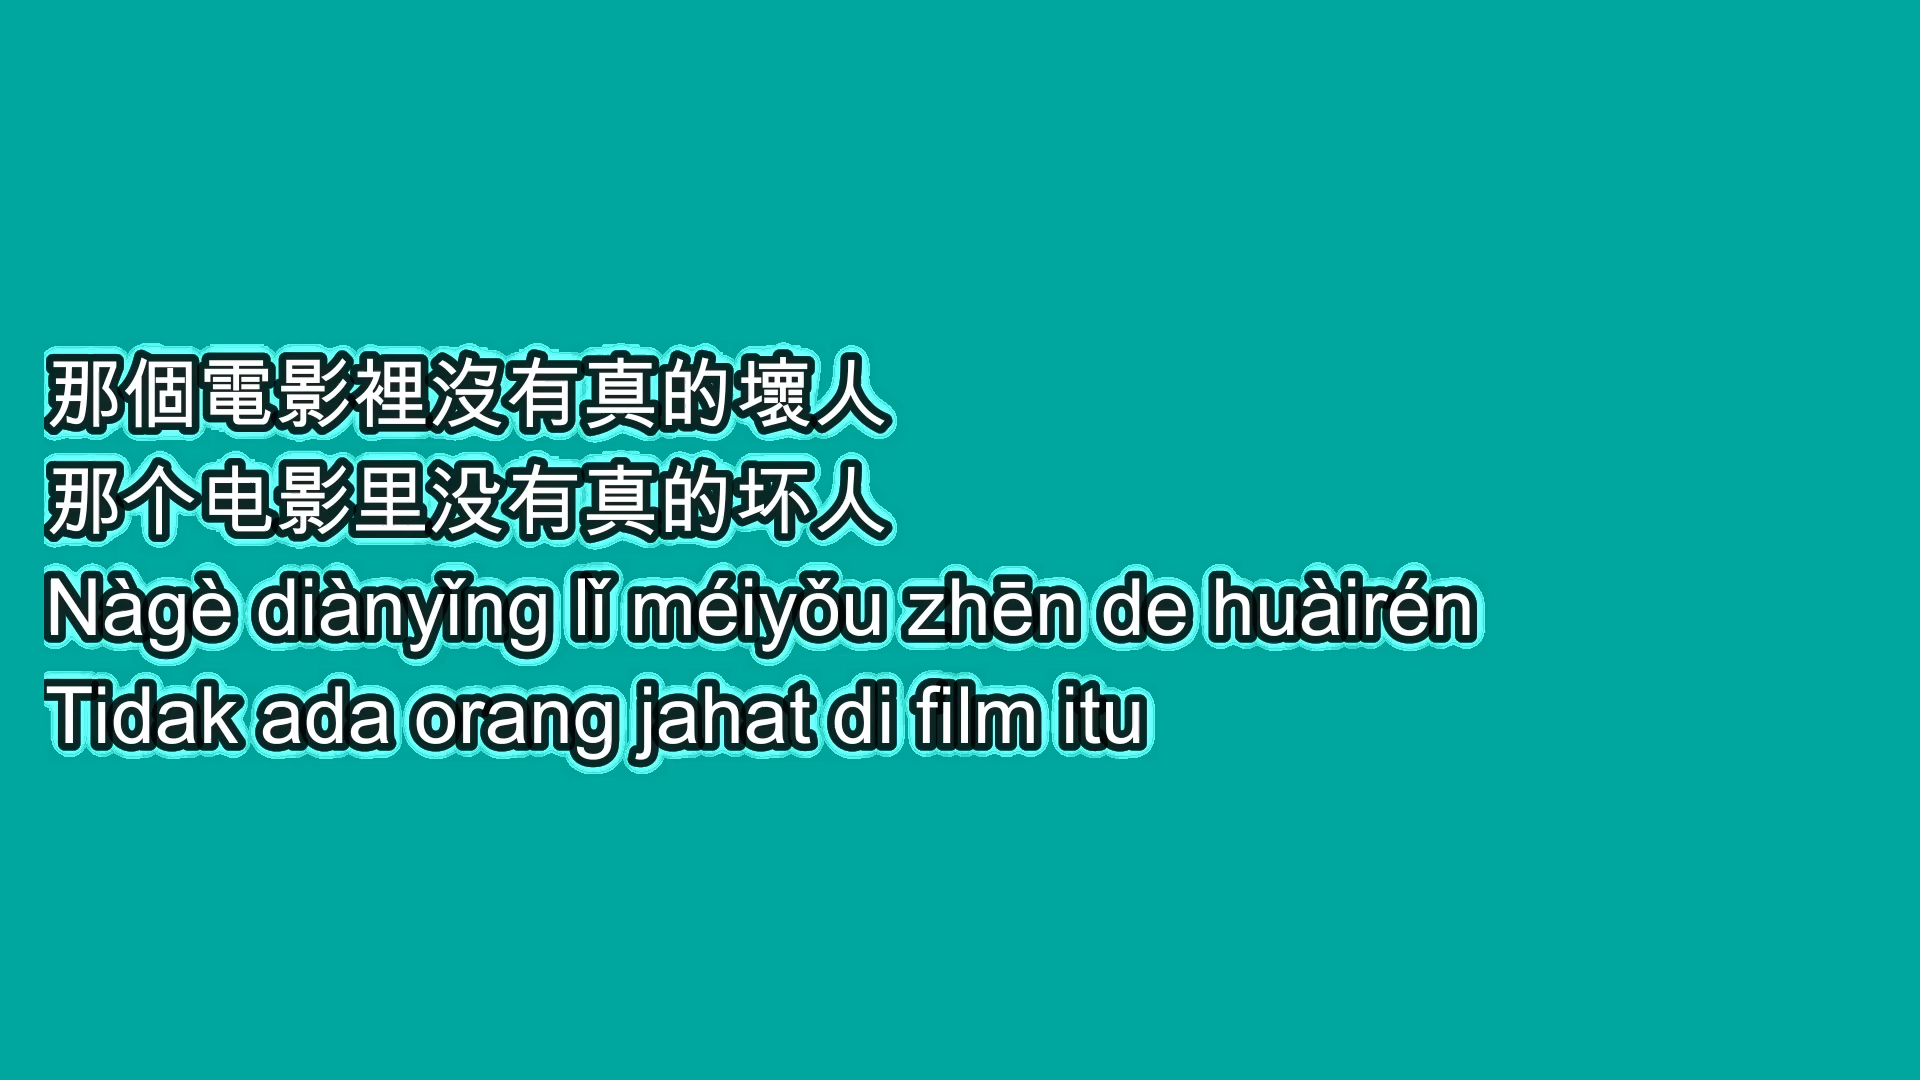 那個電影裡沒有真的壞人
那个电影里没有真的坏人
Nàgè diànyǐng lǐ méiyǒu zhēn de huàirén
Tidak ada orang jahat di film itu